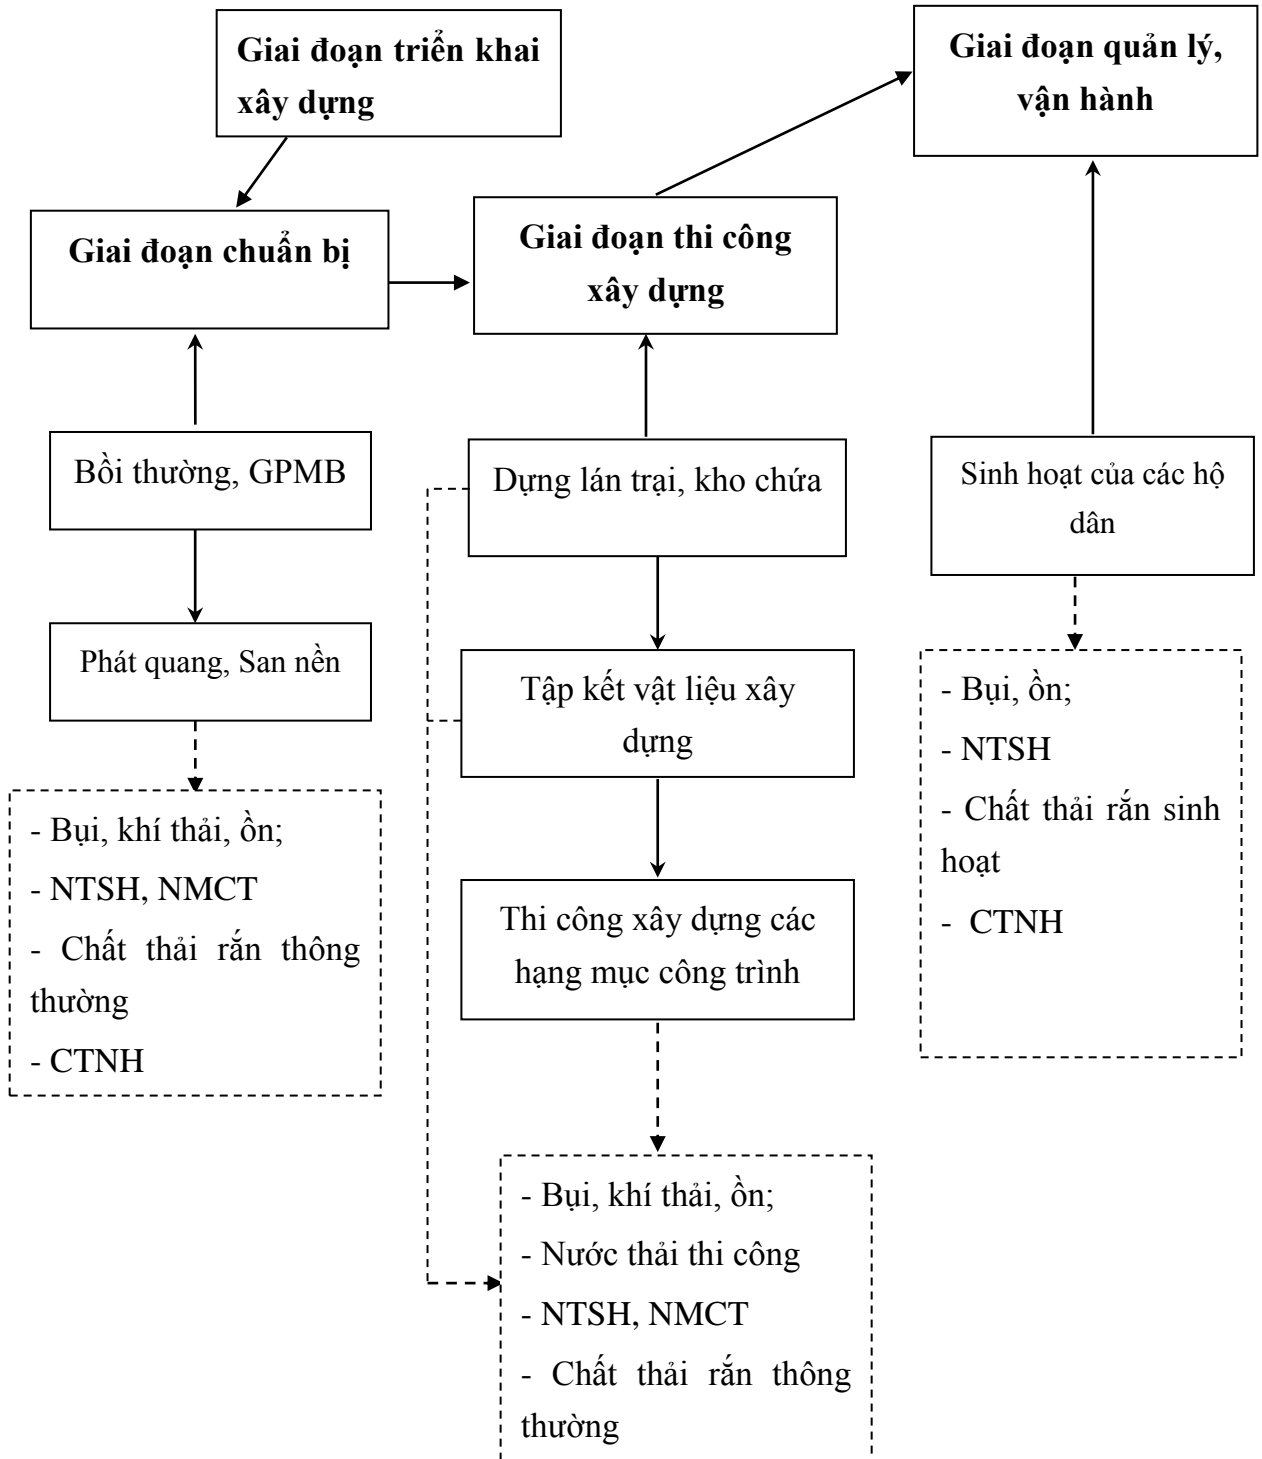 Giai đoạn triển khai
xây dựng
Giai đoạn quản lý,
vận hành
Giai đoạn chuẩn bị
Giai đoạn thi công
xây dựng
Bồi thường, GPMB
Dựng lán trại, kho chứa
Sinh hoạt của các hộ
dân
Phát quang, San nền
Tập kết vật liệu xây
dựng
- Bụi, ồn;
- NTSH
- Chất thải rắn sinh
hoạt
- CTNH
- Bụi, khí thải, ồn;
- NTSH, NMCT
- Chất thải rắn thông
thường
- CTNH
Thi công xây dựng các
hạng mục công trình
- Bụi, khí thải, ồn;
- Nước thải thi công
- NTSH, NMCT
- Chất thải rắn thông
thường